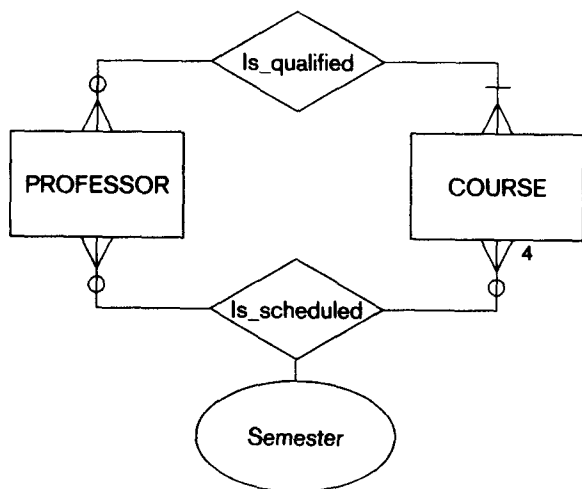 Is_qualified
PROFESSOR
COURSE
4
Is_scheduled
Semester